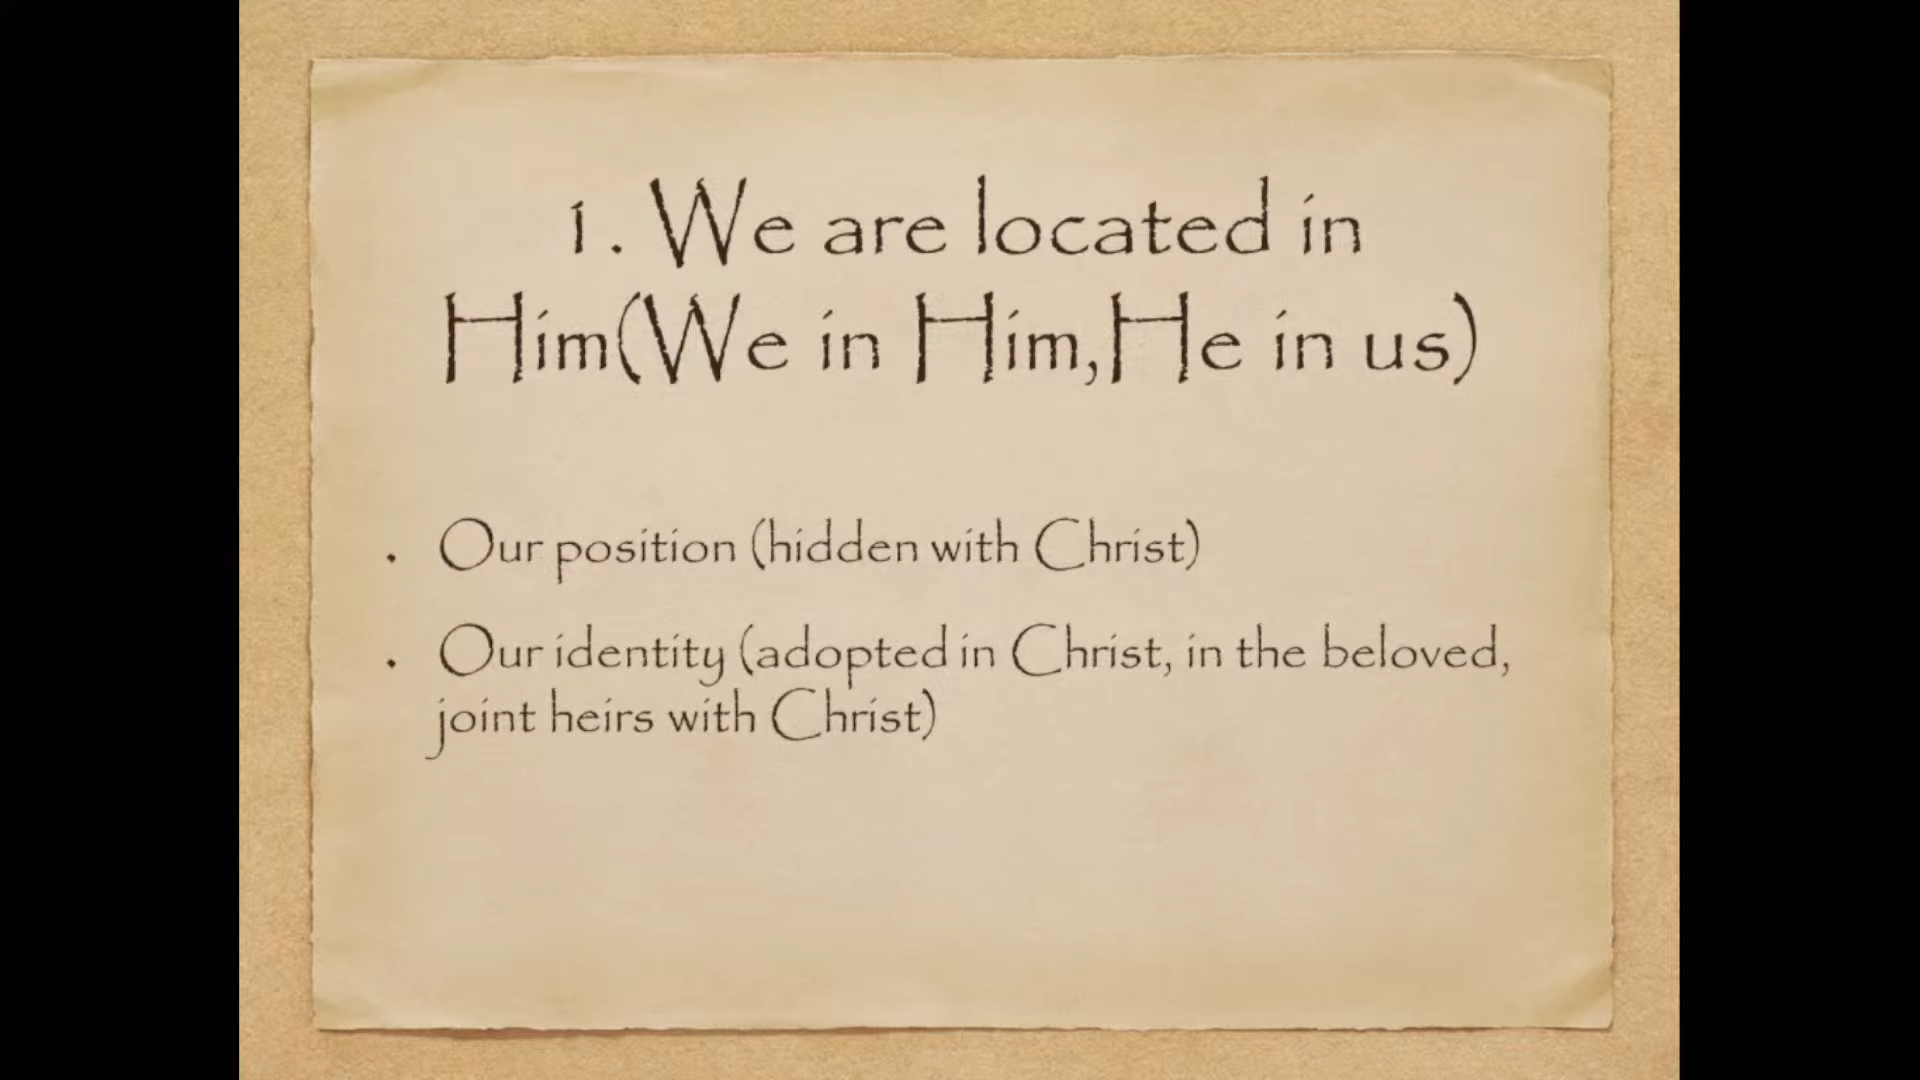 1. We are located in
Him(We in Him,He in us)
. Our position (hidden with Christ)
. Our identity (adopted in Christ, in the beloved,
joint heirs with Christ)